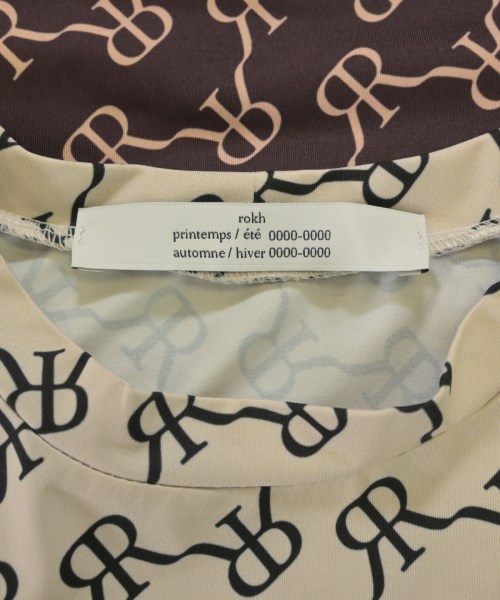 rokh
printemps / été 0000-0000
automne / hiver 0000-0000